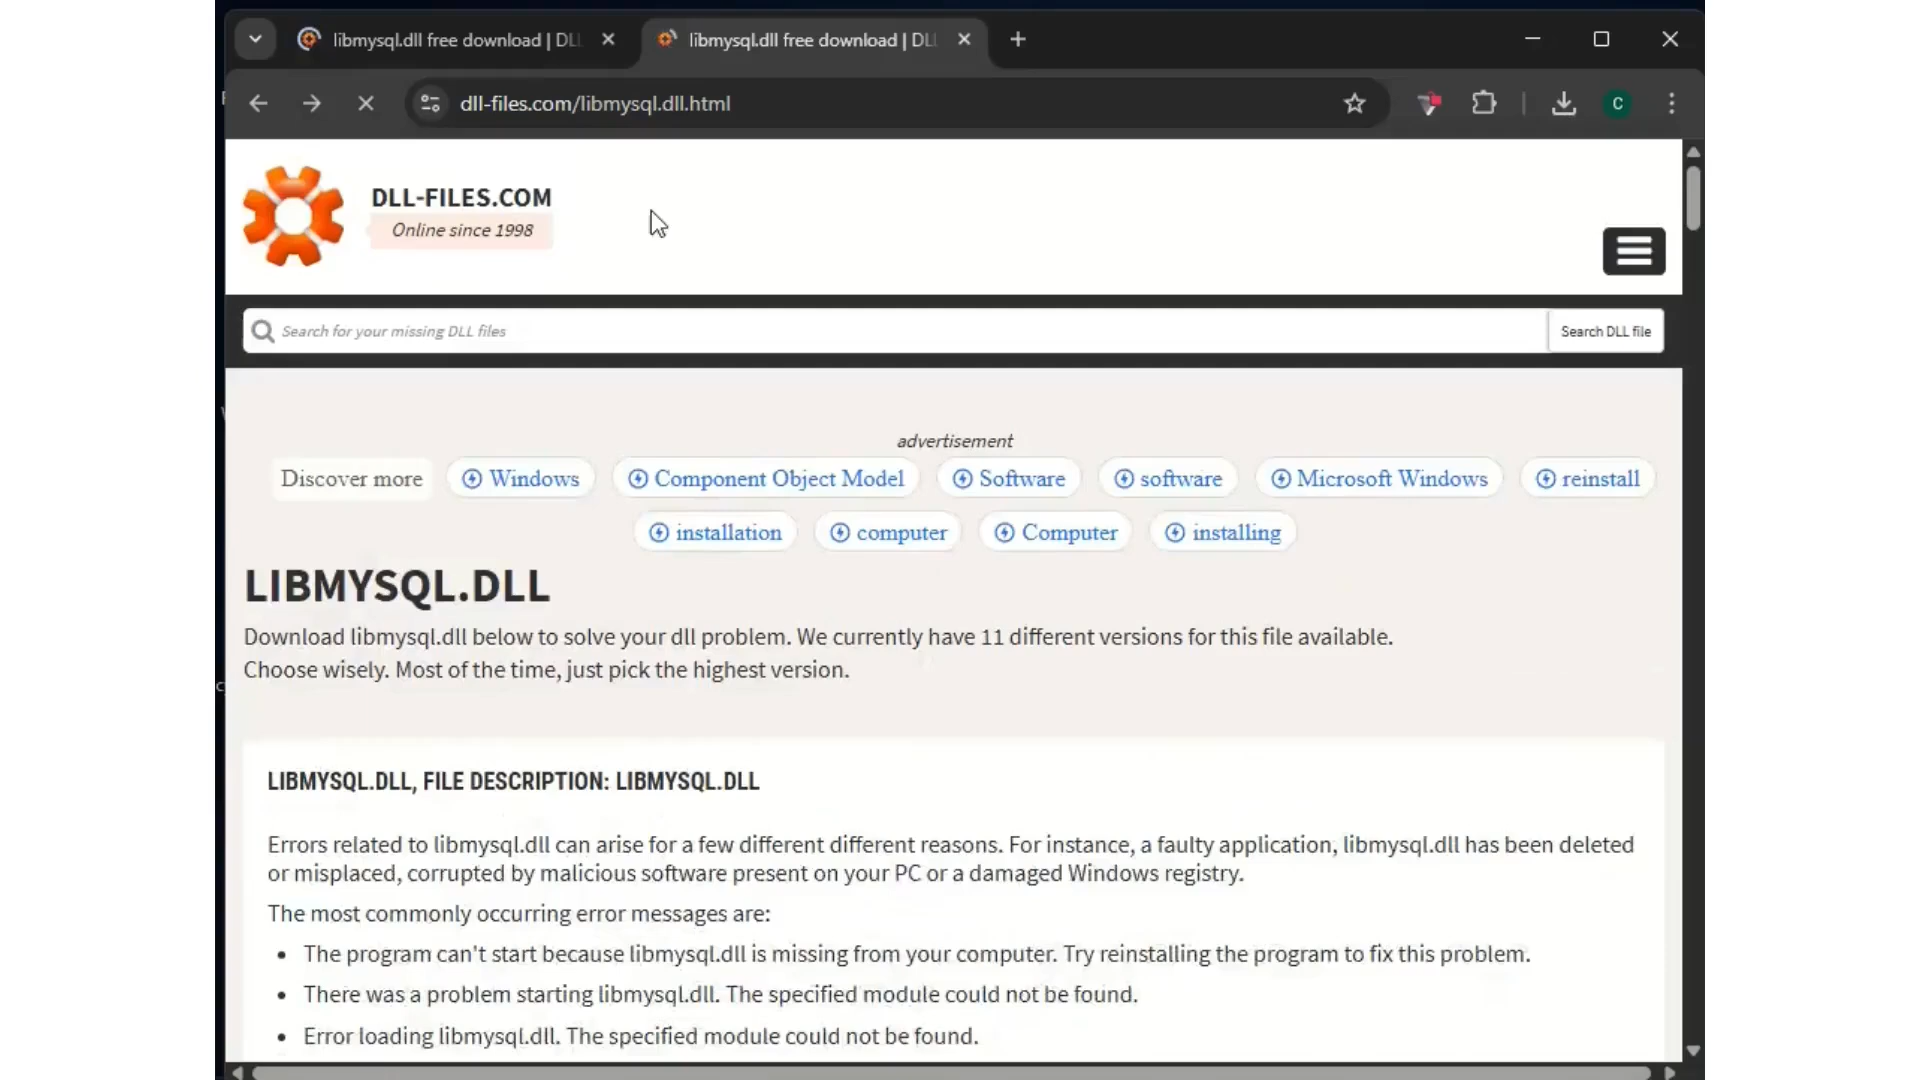 libmysql.dll free download | DLL
libmysql.dll free download | DLL
dll-files.com/libmysql.dll.html
C
DLL-FILES.COM
Online since 1998
Search for your missing DLL files
Search DLL file
advertisement
Discover more
Windows
Component Object Model
Software
software
Microsoft Windows
reinstall
installation
computer
Computer
installing
LIBMYSQL.DLL
Download libmysql.dll below to solve your dll problem. We currently have 11 different versions for this file available.
Choose wisely. Most of the time, just pick the highest version.
LIBMYSQL.DLL, FILE DESCRIPTION: LIBMYSQL.DLL
Errors related to libmysql.dll can arise for a few different different reasons. For instance, a faulty application, libmysql.dll has been deleted
or misplaced, corrupted by malicious software present on your PC or a damaged Windows registry.
The most commonly occurring error messages are:
• The program can't start because libmysql.dll is missing from your computer. Try reinstalling the program to fix this problem.
• There was a problem starting libmysql.dll. The specified module could not be found.
• Error loading libmysql.dll. The specified module could not be found.